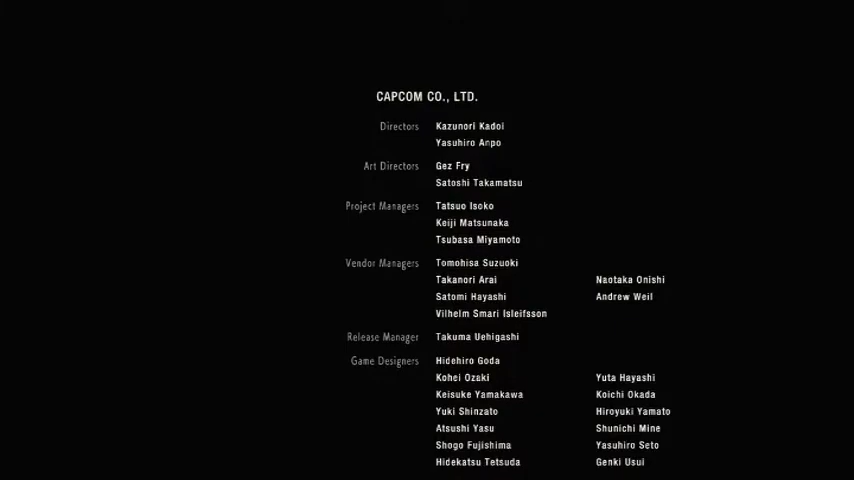 CAPCOM CO., LTD.
Directors Kazunori Kadoi
Yasuhiro Anpo
Art Directors Gez Fry
Satoshi Takamatsu
Project Managers Tatsuo Isoko
Keiji Matsunaka
Tsubasa Miyamoto
Vendor Managers Tomohisa Suzuoki
Takanori Arai Naotaka Onishi
Satomi Hayashi Andrew Weil
Vilhelm Smari Isleifsson
Release Manager Takuma Uehigashi
Game Designers Hidehiro Goda
Kohei Ozaki Yuta Hayashi
Keisuke Yamakawa Koichi Okada
Yuki Shinzato Hiroyuki Yamato
Atsushi Yasu Shunichi Mine
Shogo Fujishima Yasuhiro Seto
Hidekatsu Tetsuda Genki Usui